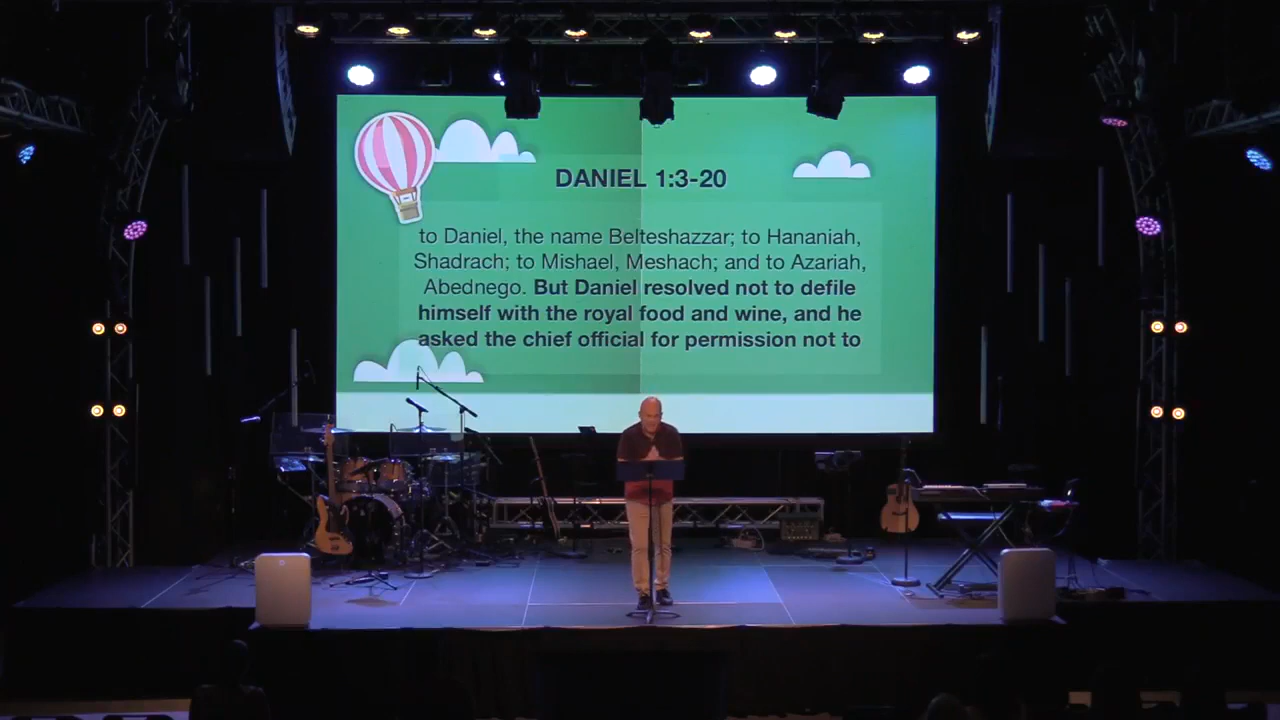 DANIEL 1:3-20
to Daniel, the name Belteshazzar; to Hananiah,
Shadrach; to Mishael, Meshach; and to Azariah,
Abednego. But Daniel resolved not to defile
himself with the royal food and wine, and he
asked the chief official for permission not to